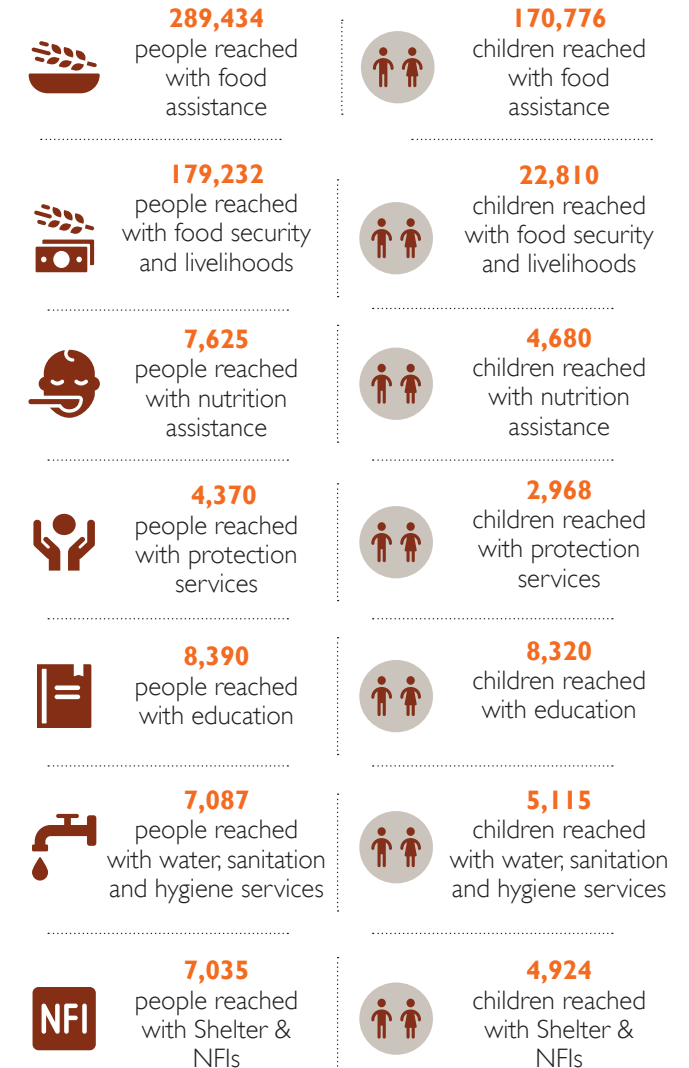 289,434
people reached
with food
assistance
170,776
children reached
with food
assistance
179,232
people reached
with food security
and livelihoods
22,810
children reached
with food security
and livelihoods
7,625
people reached
with nutrition
assistance
4,680
children reached
with nutrition
assistance
4,370
people reached
with protection
services
2,968
children reached
with protection
services
8,390
people reached
with education
8,320
children reached
with education
7,087
people reached
with water, sanitation
and hygiene services
5,115
children reached
with water, sanitation
and hygiene services
NFI
7,035
people reached
with Shelter &
NFIs
4,924
children reached
with Shelter &
NFIs